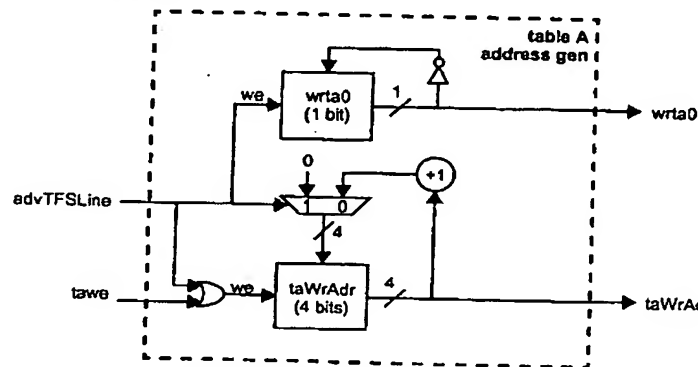 table A
address gen
we
wrta0
(1 bit)
1
wrta0
0
+1
advTFSLine
1 0
4
tawe
we
taWrAdr
(4 bits)
4
taWrAd